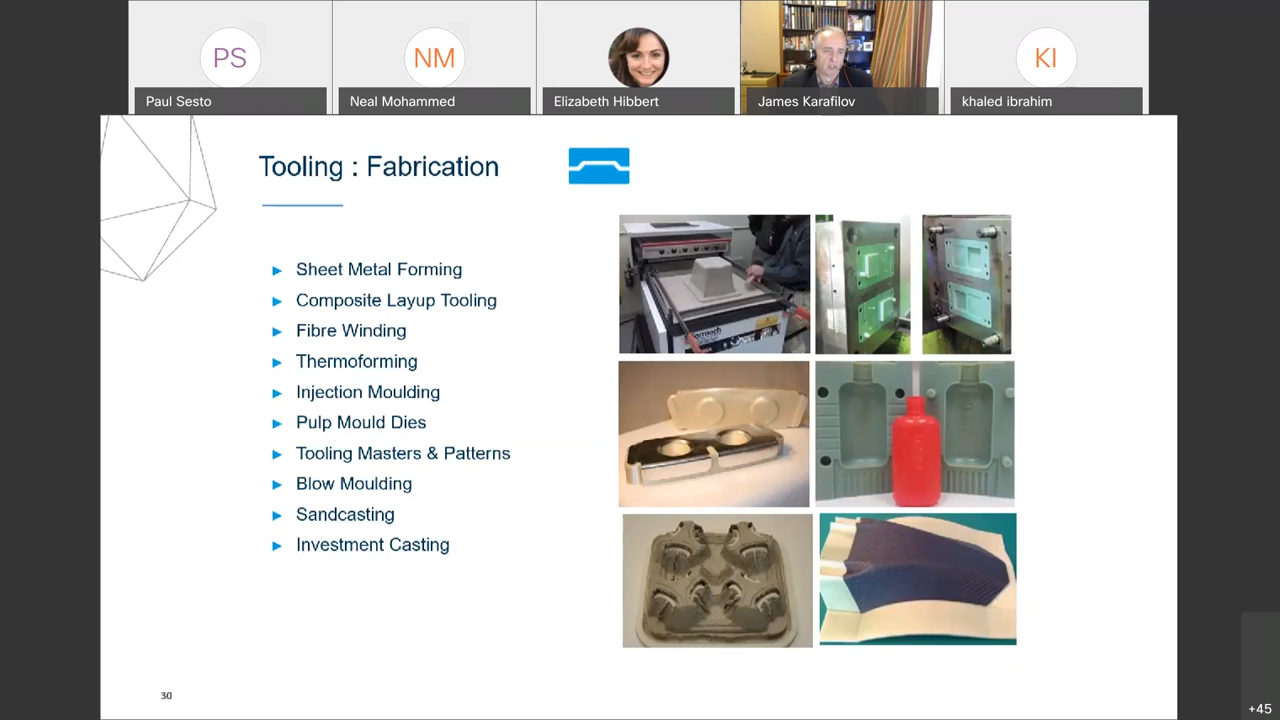 PS
NM
KI
Paul Sesto
Neal Mohammed
Elizabeth Hibbert
James Karafilov
khaled ibrahim
Tooling : Fabrication
Sheet Metal Forming
Composite Layup Tooling
Fibre Winding
Thermoforming
Injection Moulding
Pulp Mould Dies
Tooling Masters & Patterns
Blow Moulding
Sandcasting
Investment Casting
30
+45